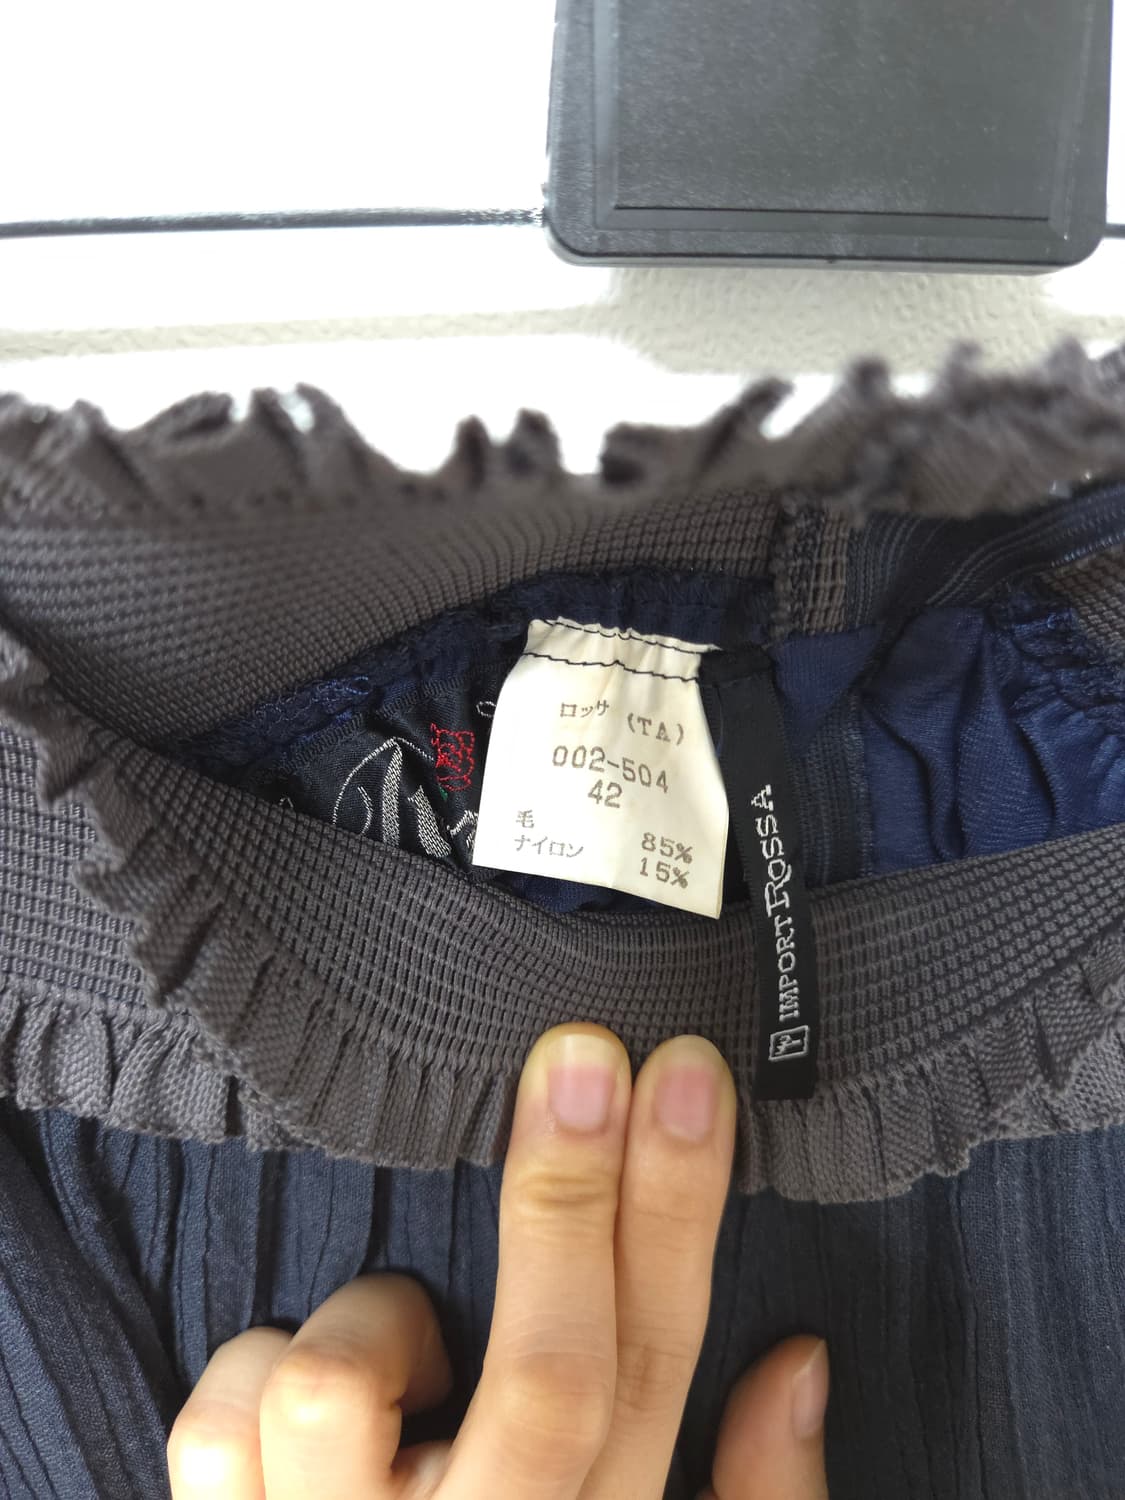 ロッサ (TA)
002-504
42
毛 85%
ナイロン 15%
IMPORT ROSSA